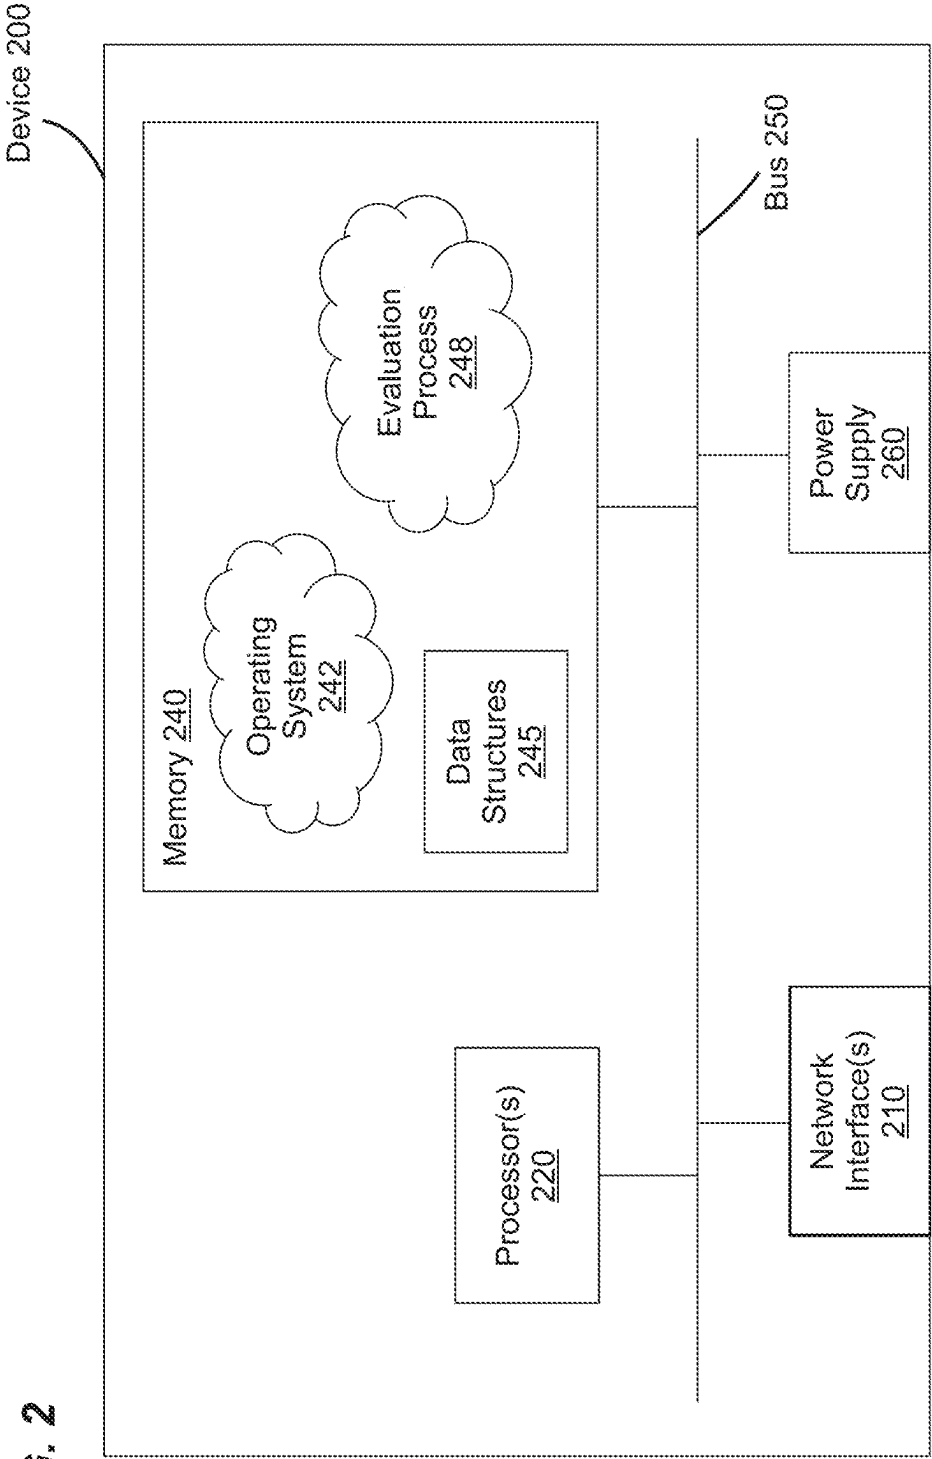 Device 200
Memory 240
Operating
System
242
Evaluation
Process
248
Data
Structures
245
Processor(s)
220
Bus 250
Network
Interface(s)
210
Power
Supply
260
. 2